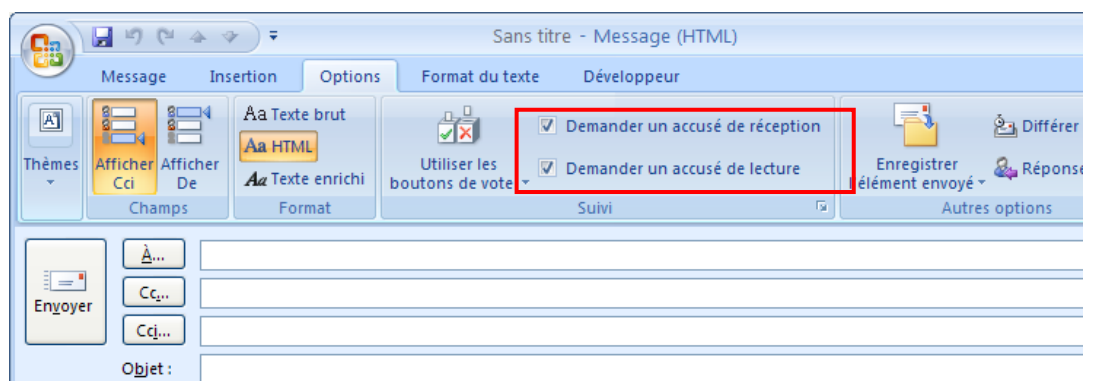 Sans titre - Message (HTML)
Message Insertion Options Format du texte Développeur
Thèmes
Afficher Cci
Afficher De
Champs
Aa Texte brut
Aa HTML
Aa Texte enrichi
Format
Utiliser les boutons de vote
Demander un accusé de réception
Demander un accusé de lecture
Suivi
Enregistrer
l'élément envoyé
Différer
Réponse
Autres options
Envoyer
À...
Cc...
Cci...
Objet :